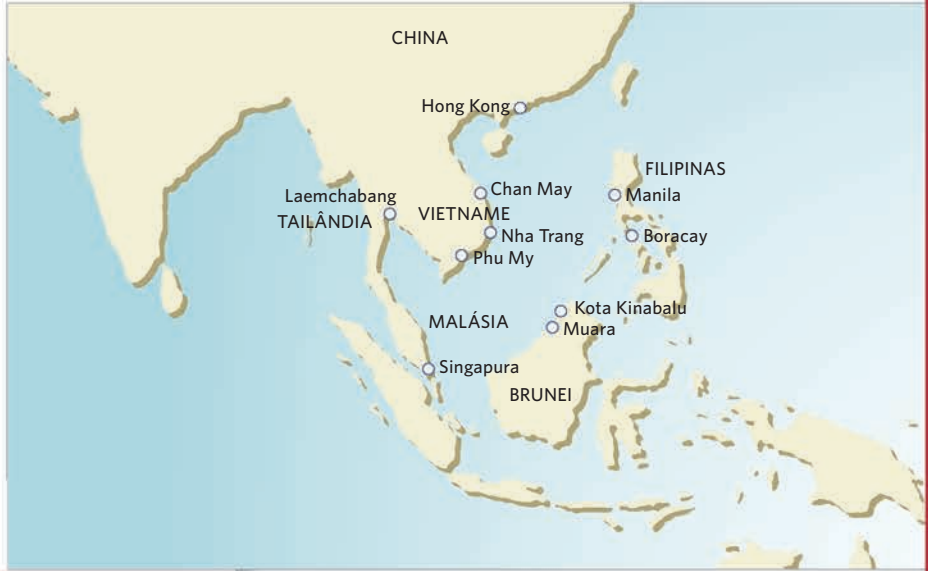 CHINA
Hong Kong
FILIPINAS
Laemchabang
Chan May
Manila
TAILÂNDIA
VIETNAME
Nha Trang
Boracay
Phu My
Kota Kinabalu
MALÁSIA
Muara
Singapura
BRUNEI